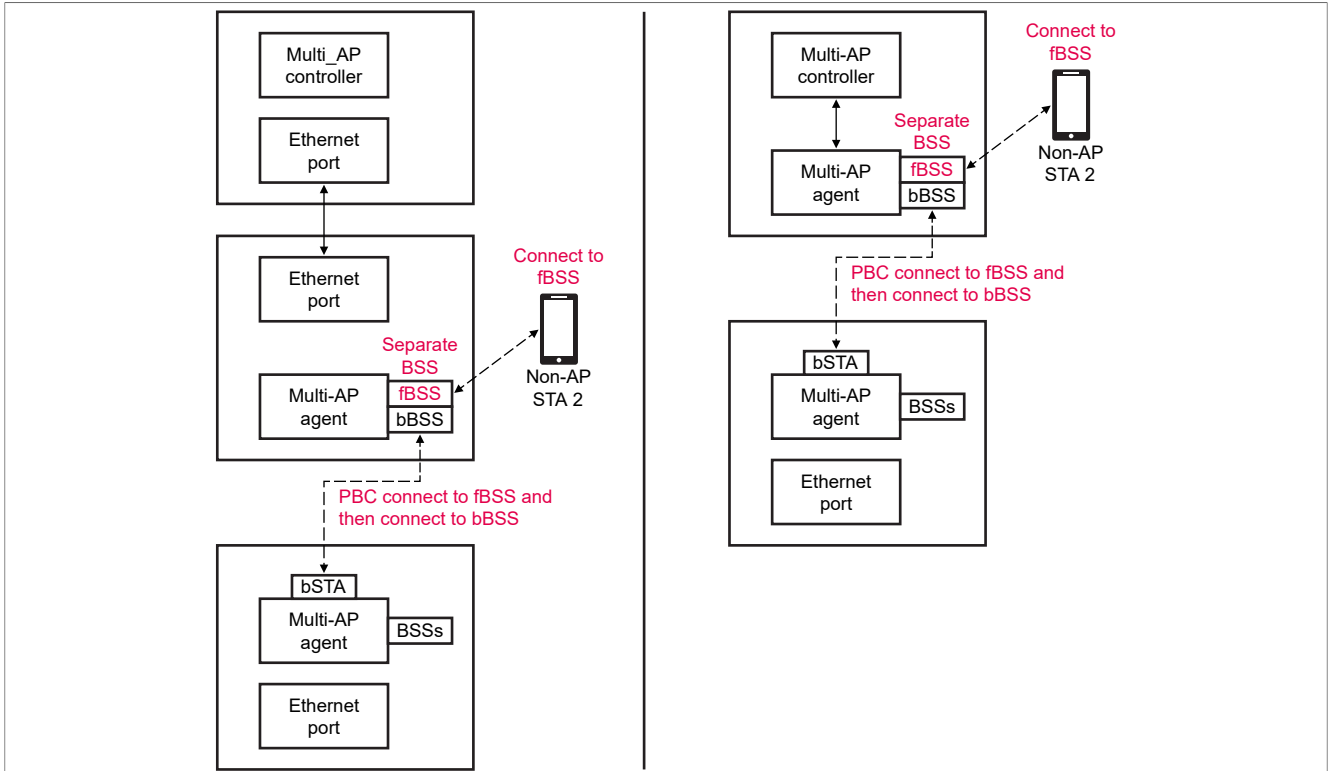 Multi_AP
controller
Ethernet
port
Ethernet
port
Connect to
fBSS
Separate
BSS
Multi-AP
agent
fBSS
bBSS
Non-AP
STA 2
PBC connect to fBSS and
then connect to bBSS
bSTA
Multi-AP
agent
BSSs
Ethernet
port
Multi-AP
controller
Connect to
fBSS
Separate
BSS
Multi-AP
agent
fBSS
bBSS
Non-AP
STA 2
PBC connect to fBSS and
then connect to bBSS
bSTA
Multi-AP
agent
BSSs
Ethernet
port